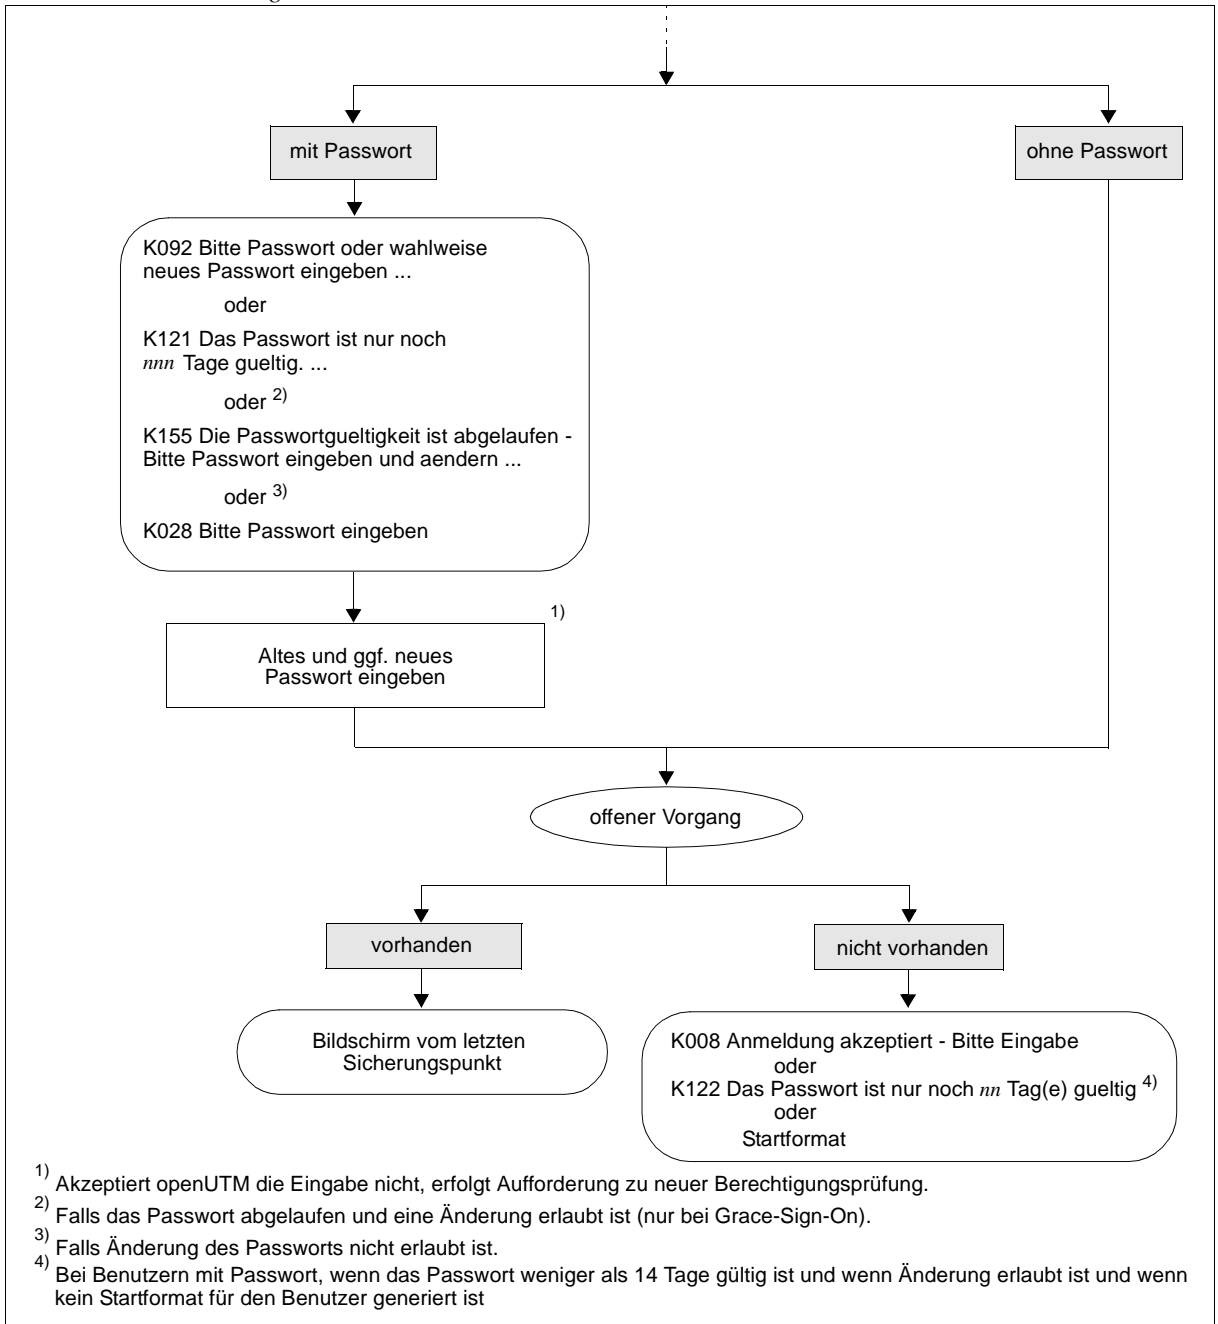 mit Passwort
ohne Passwort
K092 Bitte Passwort oder wahlweise
neues Passwort eingeben ...
oder
K121 Das Passwort ist nur noch
nnn Tage gueltig. ...
oder 2)
K155 Die Passwortgueltigkeit ist abgelaufen -
Bitte Passwort eingeben und aendern ...
oder 3)
K028 Bitte Passwort eingeben
1)
Altes und ggf. neues
Passwort eingeben
offener Vorgang
vorhanden
nicht vorhanden
Bildschirm vom letzten
Sicherungspunkt
K008 Anmeldung akzeptiert - Bitte Eingabe
oder
K122 Das Passwort ist nur noch nn Tag(e) gueltig 4)
oder
Startformat
1) Akzeptiert openUTM die Eingabe nicht, erfolgt Aufforderung zu neuer Berechtigungsprüfung.
2) Falls das Passwort abgelaufen und eine Änderung erlaubt ist (nur bei Grace-Sign-On).
3) Falls Änderung des Passworts nicht erlaubt ist.
4) Bei Benutzern mit Passwort, wenn das Passwort weniger als 14 Tage gültig ist und wenn Änderung erlaubt ist und wenn
kein Startformat für den Benutzer generiert ist